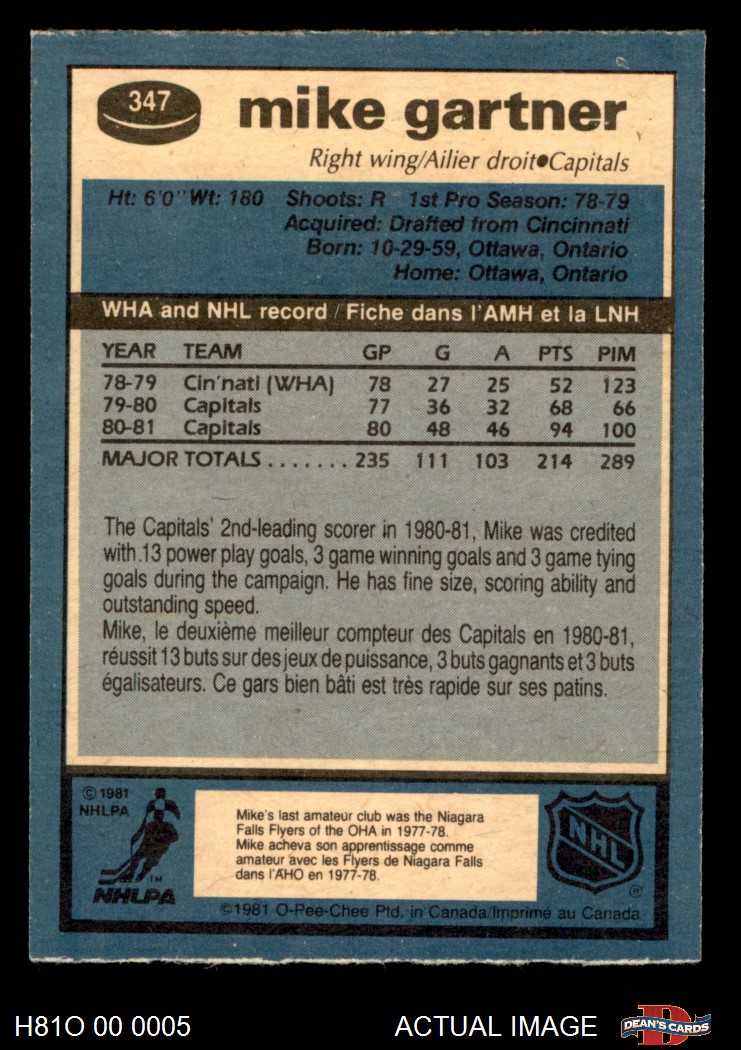 347
mike gartner
Right wing/Ailier droit•Capitals
Ht: 6'0" Wt: 180 Shoots: R 1st Pro Season: 78-79
Acquired: Drafted from Cincinnati
Born: 10-29-59, Ottawa, Ontario
Home: Ottawa, Ontario
WHA and NHL record / Fiche dans l'AMH et la LNH
YEAR TEAM GP G A PTS PIM
78-79 Cin'nati (WHA) 78 27 25 52 123
79-80 Capitals 77 36 32 68 66
80-81 Capitals 80 48 46 94 100
MAJOR TOTALS ....... 235 111 103 214 289
The Capitals' 2nd-leading scorer in 1980-81, Mike was credited
with 13 power play goals, 3 game winning goals and 3 game tying
goals during the campaign. He has fine size, scoring ability and
outstanding speed.
Mike, le deuxième meilleur compteur des Capitals en 1980-81,
réussit 13 buts sur des jeux de puissance, 3 buts gagnants et 3 buts
égalisateurs. Ce gars bien bâti est très rapide sur ses patins.
© 1981
NHLPA
TM
NHLPA
Mike's last amateur club was the Niagara
Falls Flyers of the OHA in 1977-78.
Mike acheva son apprentissage comme
amateur avec les Flyers de Niagara Falls
dans l'AHO en 1977-78.
NHL
®
©1981 O-Pee-Chee Ptd. in Canada/Imprimé au Canada
H81O 00 0005
ACTUAL IMAGE
D
DEAN'S CARDS